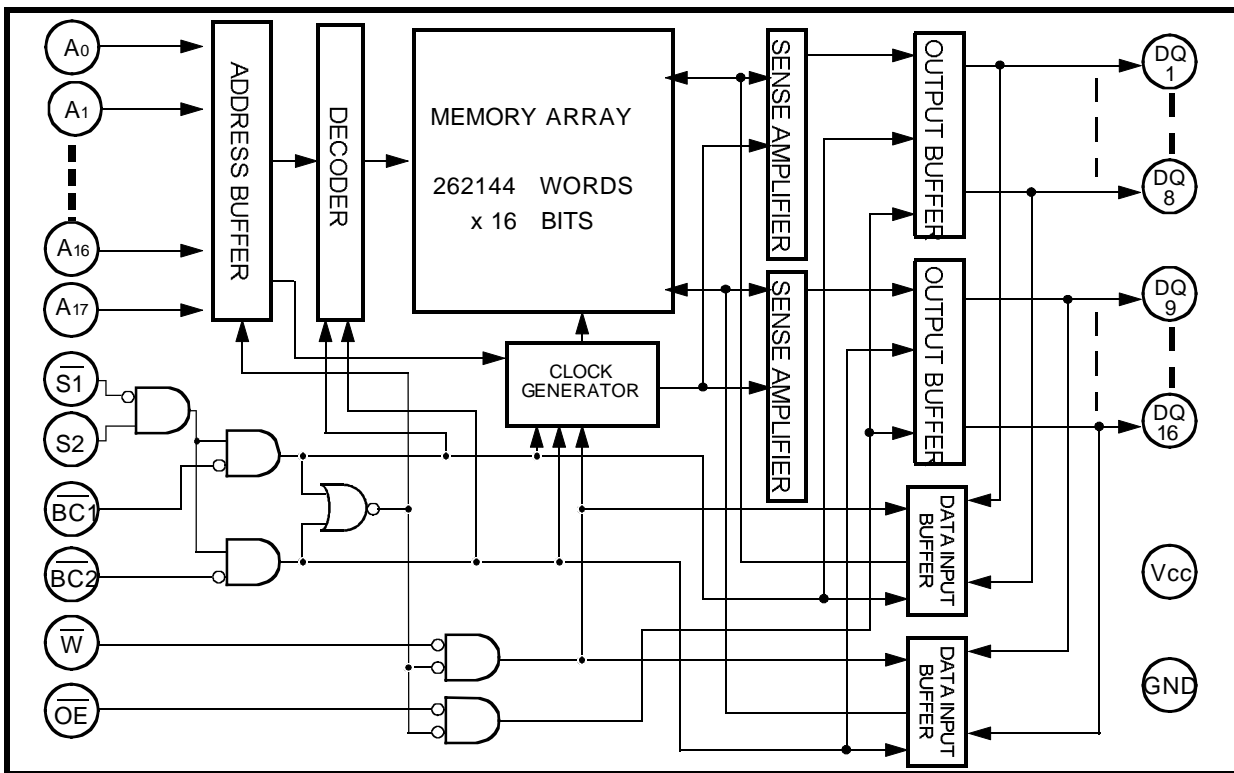 A0
A1
A16
A17
S1
S2
BC1
BC2
W
OE
ADDRESS BUFFER
DECODER
MEMORY ARRAY
262144 WORDS
x 16 BITS
CLOCK
GENERATOR
SENSE AMPLIFIER
SENSE AMPLIFIER
OUTPUT BUFFER
OUTPUT BUFFER
DATA INPUT
BUFFER
DATA INPUT
BUFFER
DQ
1
DQ
8
DQ
9
DQ
16
Vcc
GND